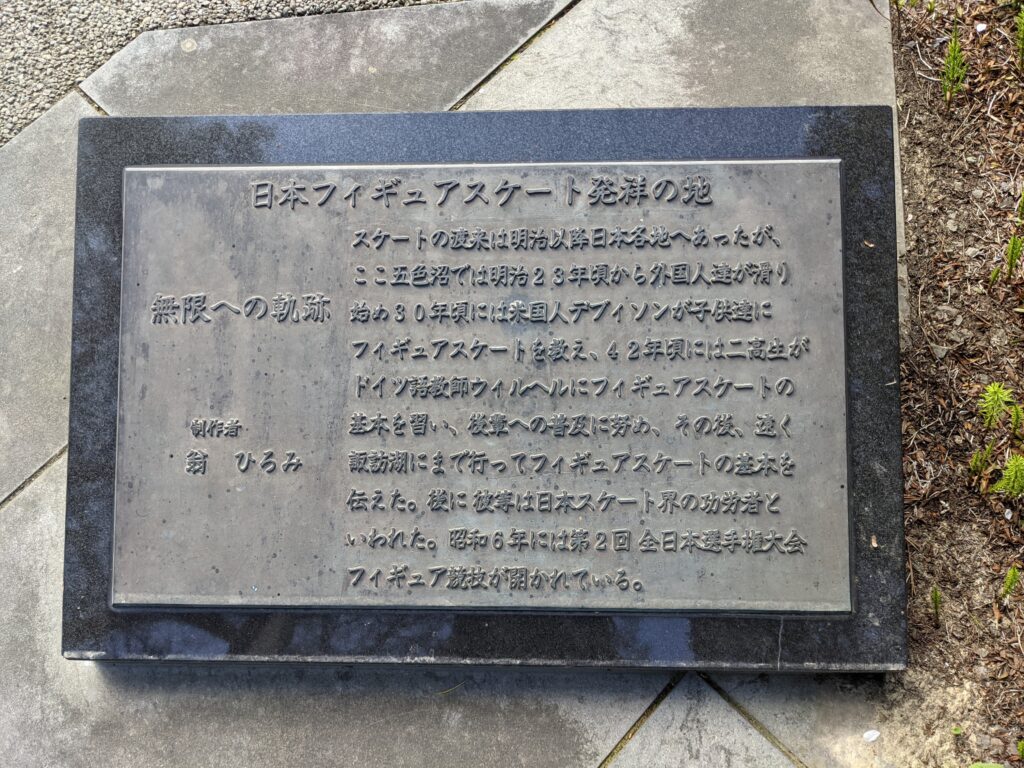 日本フィギュアスケート発祥の地
無限への軌跡
制作者
翁 ひろみ
スケートの渡来は明治以降日本各地へあったが、
ここ五色沼では明治23年頃から外国人達が滑り
始め30年頃には米国人デブィソンが子供達に
フィギュアスケートを教え、42年頃には二高生が
ドイツ語教師ウィルヘルにフィギュアスケートの
基本を習い、後輩への普及に努め、その後、遠く
諏訪湖にまで行ってフィギュアスケートの基本を
伝えた。後に彼等は日本スケート界の功労者と
いわれた。昭和6年には第2回 全日本選手権大会
フィギュア競技が開かれている。